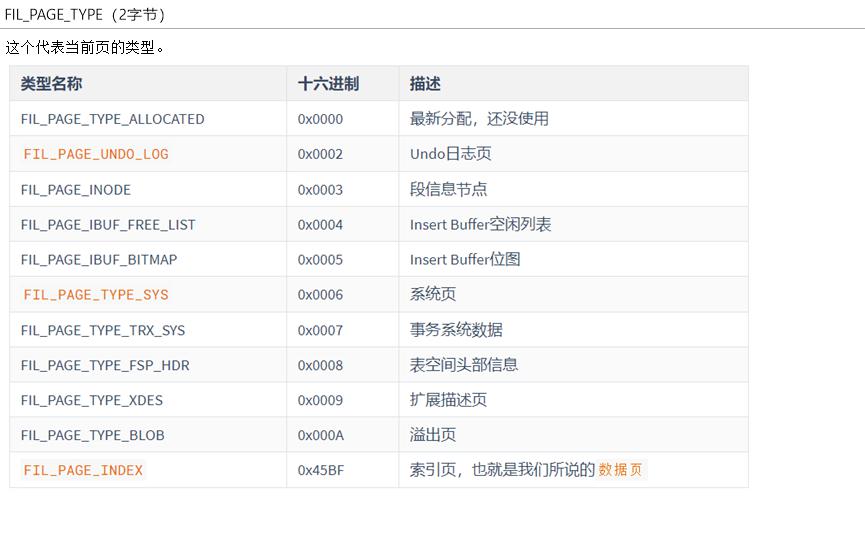 FIL_PAGE_TYPE（2字节）
这个代表当前页的类型。
类型名称 十六进制 描述
FIL_PAGE_TYPE_ALLOCATED 0x0000 最新分配，还没使用
FIL_PAGE_UNDO_LOG 0x0002 Undo日志页
FIL_PAGE_INODE 0x0003 段信息节点
FIL_PAGE_IBUF_FREE_LIST 0x0004 Insert Buffer空闲列表
FIL_PAGE_IBUF_BITMAP 0x0005 Insert Buffer位图
FIL_PAGE_TYPE_SYS 0x0006 系统页
FIL_PAGE_TYPE_TRX_SYS 0x0007 事务系统数据
FIL_PAGE_TYPE_FSP_HDR 0x0008 表空间头部信息
FIL_PAGE_TYPE_XDES 0x0009 扩展描述页
FIL_PAGE_TYPE_BLOB 0x000A 溢出页
FIL_PAGE_INDEX 0x45BF 索引页，也就是我们所说的数据页